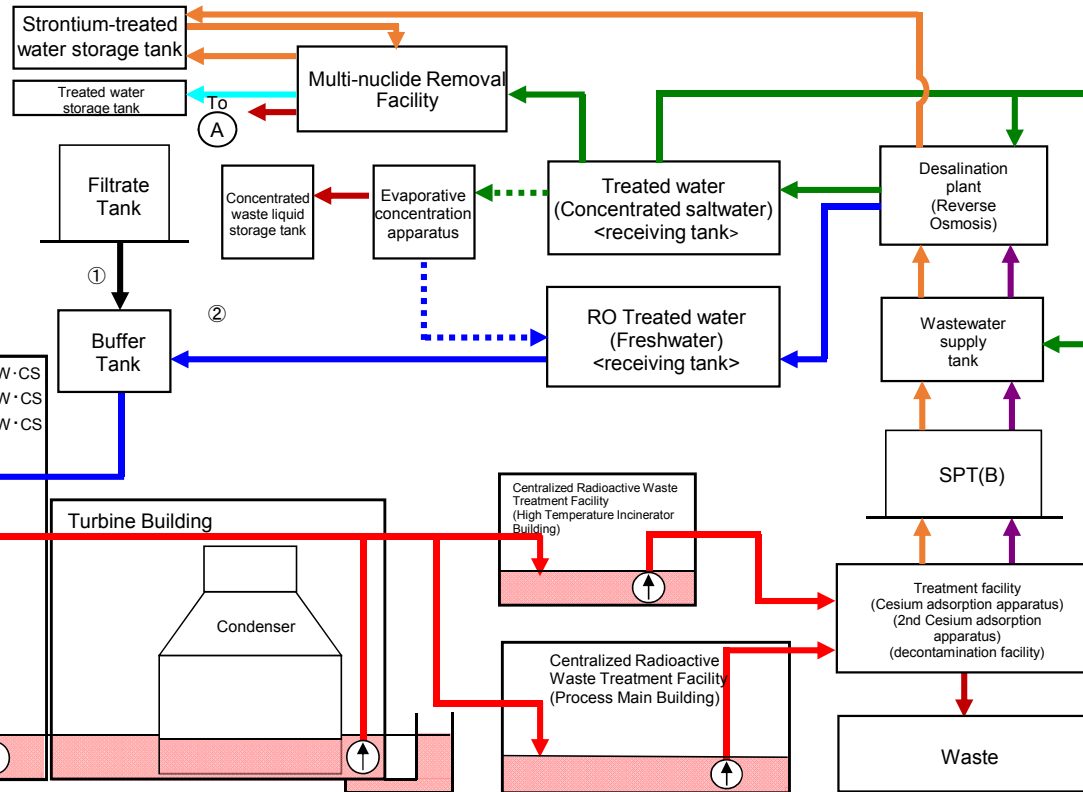 Strontium-treated
water storage tank
Treated water
storage tank
To
A
Multi-nuclide Removal
Facility
Filtrate
Tank
Concentrated
waste liquid
storage tank
Evaporative
concentration
apparatus
Treated water
(Concentrated saltwater)
<receiving tank>
Desalination
plant
(Reverse
Osmosis)
①
②
Buffer
Tank
RO Treated water
(Freshwater)
<receiving tank>
Wastewater
supply
tank
W·CS
W·CS
W·CS
SPT(B)
Turbine Building
Condenser
Centralized Radioactive Waste
Treatment Facility
(High Temperature Incinerator
Building)
Centralized Radioactive
Waste Treatment Facility
(Process Main Building)
Treatment facility
(Cesium adsorption apparatus)
(2nd Cesium adsorption
apparatus)
(decontamination facility)
Waste